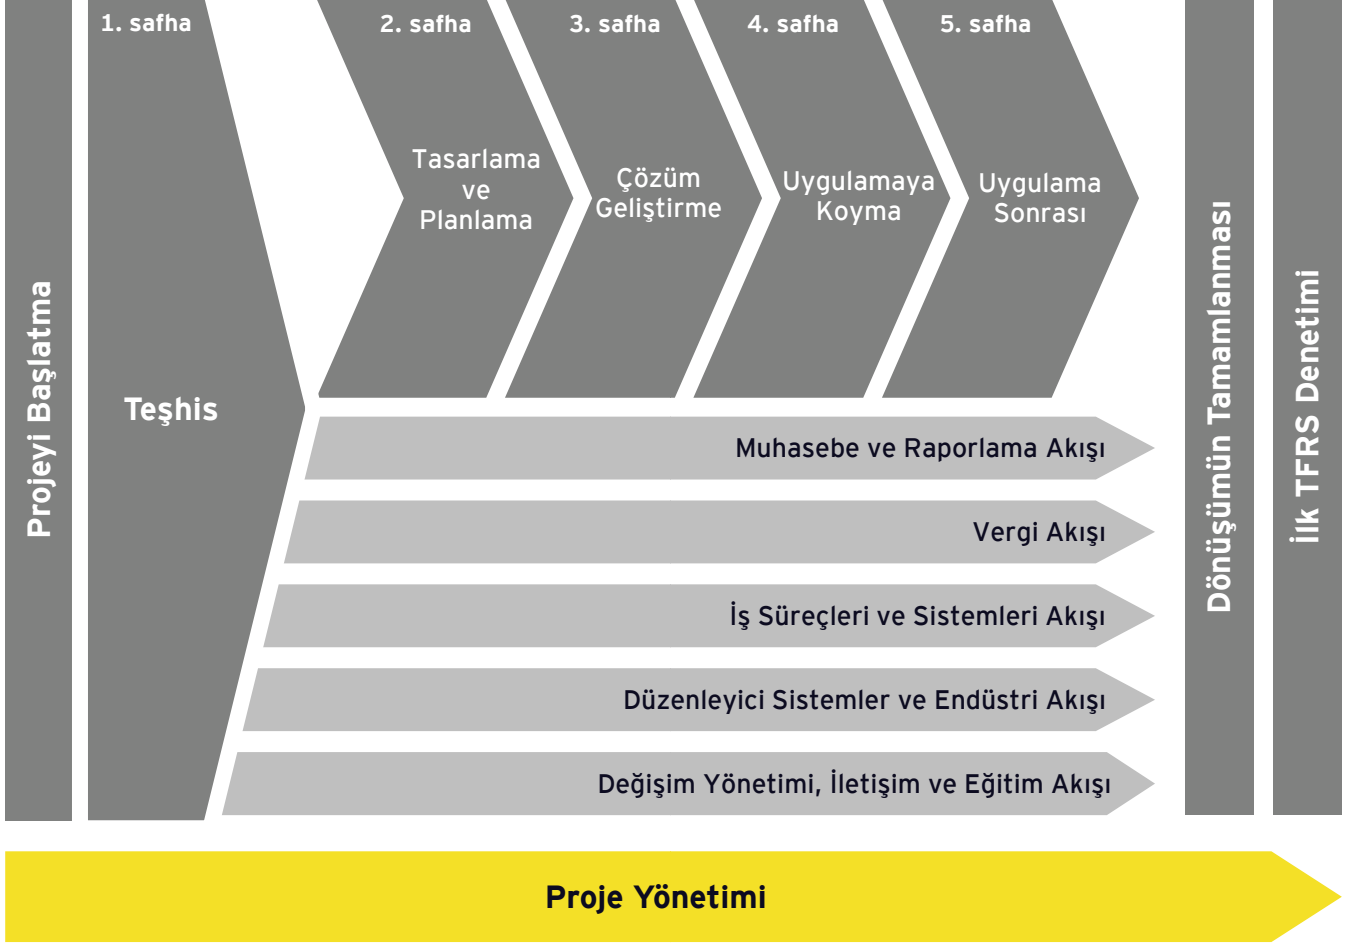 Projeyi Başlatma
1. safha
Teşhis
2. safha
Tasarlama
ve
Planlama
3. safha
Çözüm
Geliştirme
4. safha
Uygulamaya
Koyma
5. safha
Uygulama
Sonrası
Muhasebe ve Raporlama Akışı
Vergi Akışı
İş Süreçleri ve Sistemleri Akışı
Düzenleyici Sistemler ve Endüstri Akışı
Değişim Yönetimi, İletişim ve Eğitim Akışı
Dönüşümün Tamamlanması
İlk TFRS Denetimi
Proje Yönetimi